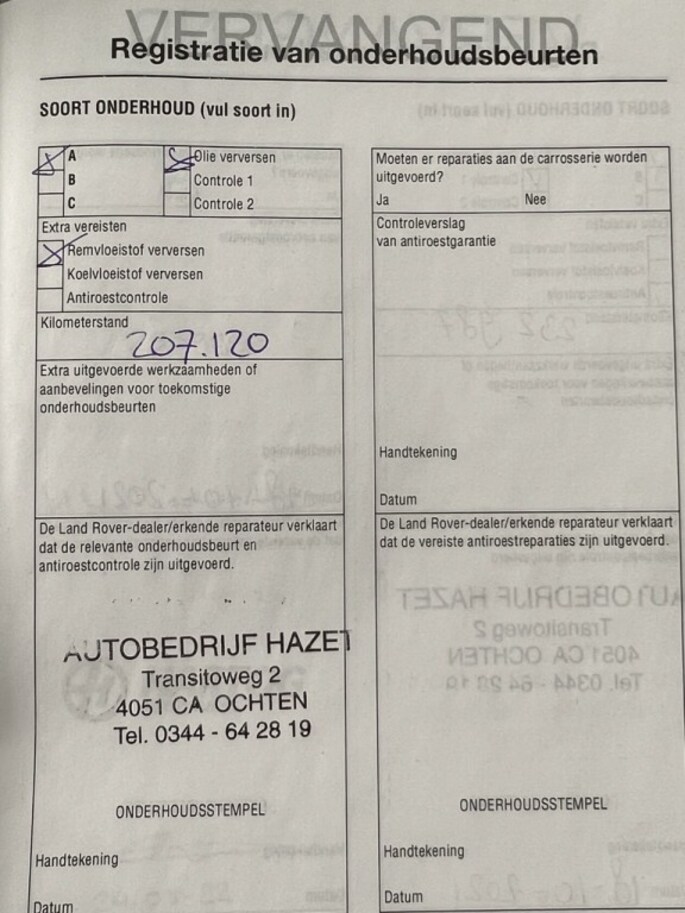 VERVANGEND
Registratie van onderhoudsbeurten
SOORT ONDERHOUD (vul soort in)
A
Olie verversen
B
Controle 1
C
Controle 2
Extra vereisten
Remvloeistof verversen
Koelvloeistof verversen
Antiroestcontrole
Kilometerstand
207.120
Extra uitgevoerde werkzaamheden of
aanbevelingen voor toekomstige
onderhoudsbeurten
De Land Rover-dealer/erkende reparateur verklaart
dat de relevante onderhoudsbeurt en
antiroestcontrole zijn uitgevoerd.
AUTOBEDRIJF HAZET
Transitoweg 2
4051 CA OCHTEN
Tel. 0344 - 64 28 19
ONDERHOUDSSTEMPEL
Handtekening
Datum
Moeten er reparaties aan de carrosserie worden
uitgevoerd?
Ja Nee
Controleverslag
van antiroestgarantie
Handtekening
Datum
De Land Rover-dealer/erkende reparateur verklaart
dat de vereiste antiroestreparaties zijn uitgevoerd.
ONDERHOUDSSTEMPEL
Handtekening
Datum